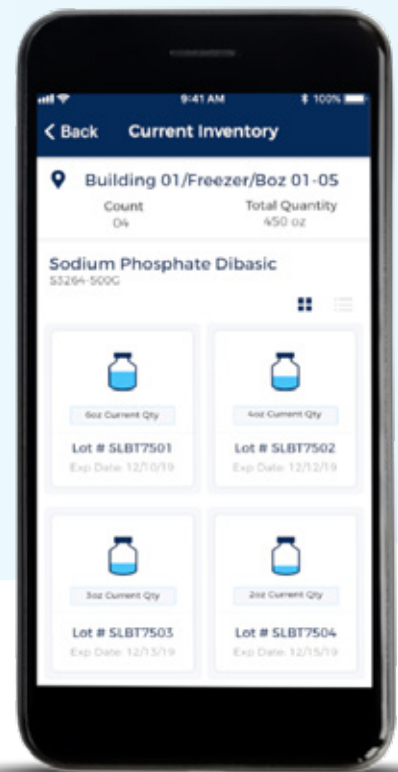 9:41 AM 100%
Back Current Inventory
Building 01/Freezer/Boz 01-05
Count Total Quantity
04 450 oz
Sodium Phosphate Dibasic
S3264-500G
6oz Current Qty 4oz Current Qty
Lot # SLBT7501 Lot # SLBT7502
Exp Date: 12/10/19 Exp Date: 12/12/19
3oz Current Qty 2oz Current Qty
Lot # SLBT7503 Lot # SLBT7504
Exp Date: 12/13/19 Exp Date: 12/15/19